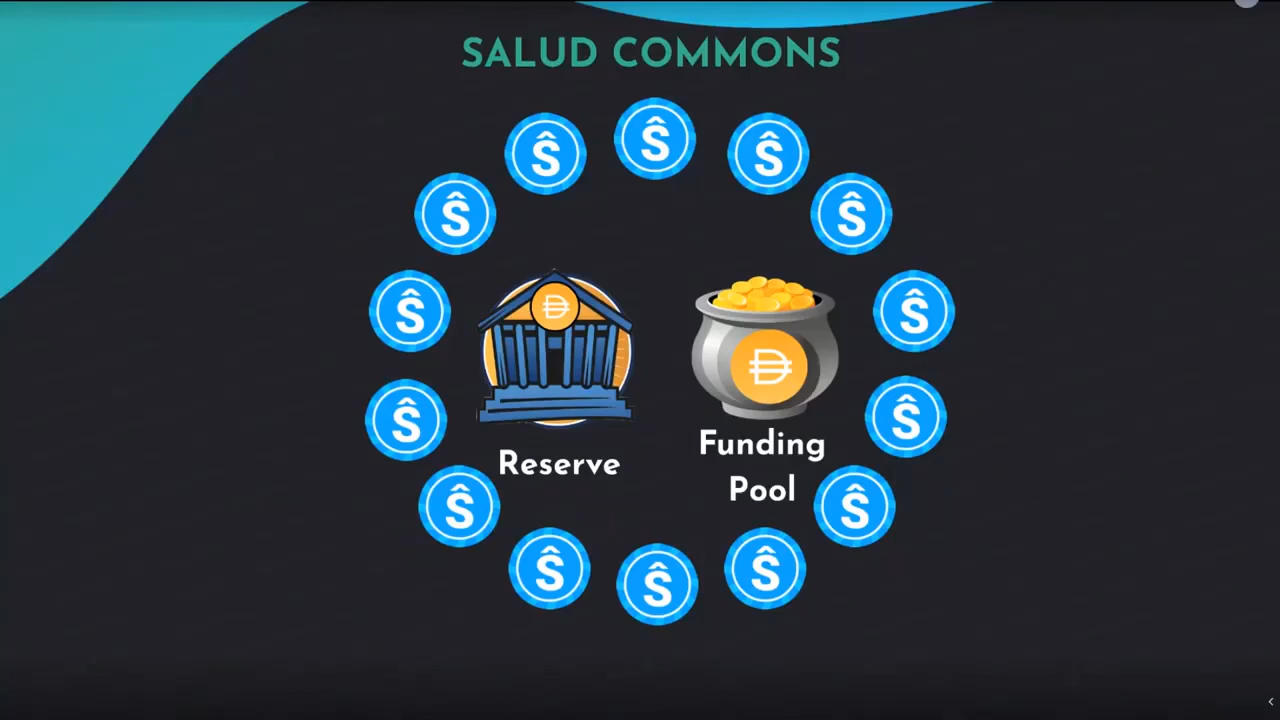 SALUD COMMONS
Ŝ Ŝ Ŝ
Ŝ Ŝ
Ŝ Ŝ
Ŝ Ŝ
Reserve
Funding
Pool
Ŝ Ŝ
Ŝ Ŝ Ŝ